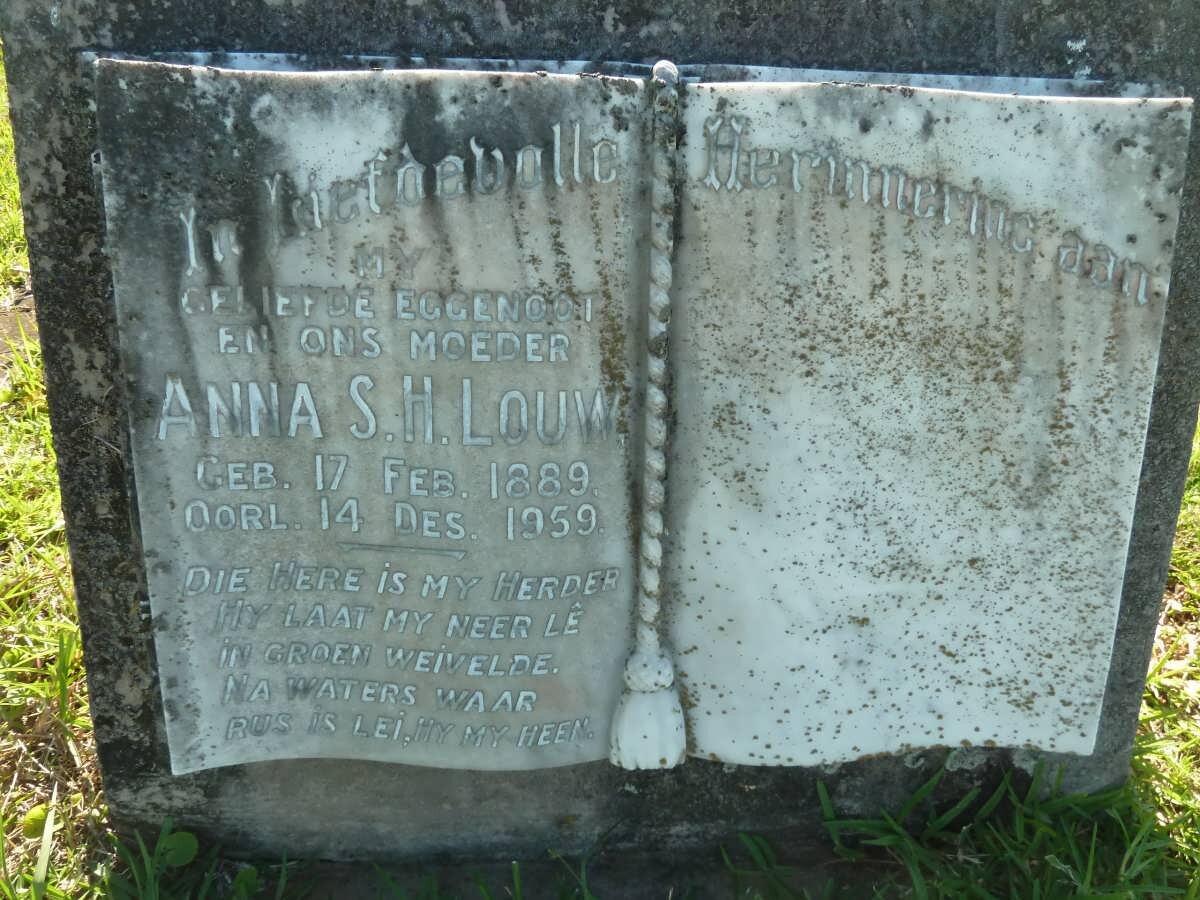 In Liefdevolle Herinnering aan
MY
GELIEFDE EGGENOOT
EN ONS MOEDER
ANNA S. H. LOUW,
GEB. 17 FEB. 1889,
OORL. 14 DES. 1959.
DIE HERE IS MY HERDER
HY LAAT MY NEER LÊ
IN GROEN WEIVELDE.
NA WATERS WAAR
RUS IS LEI, HY MY HEEN.